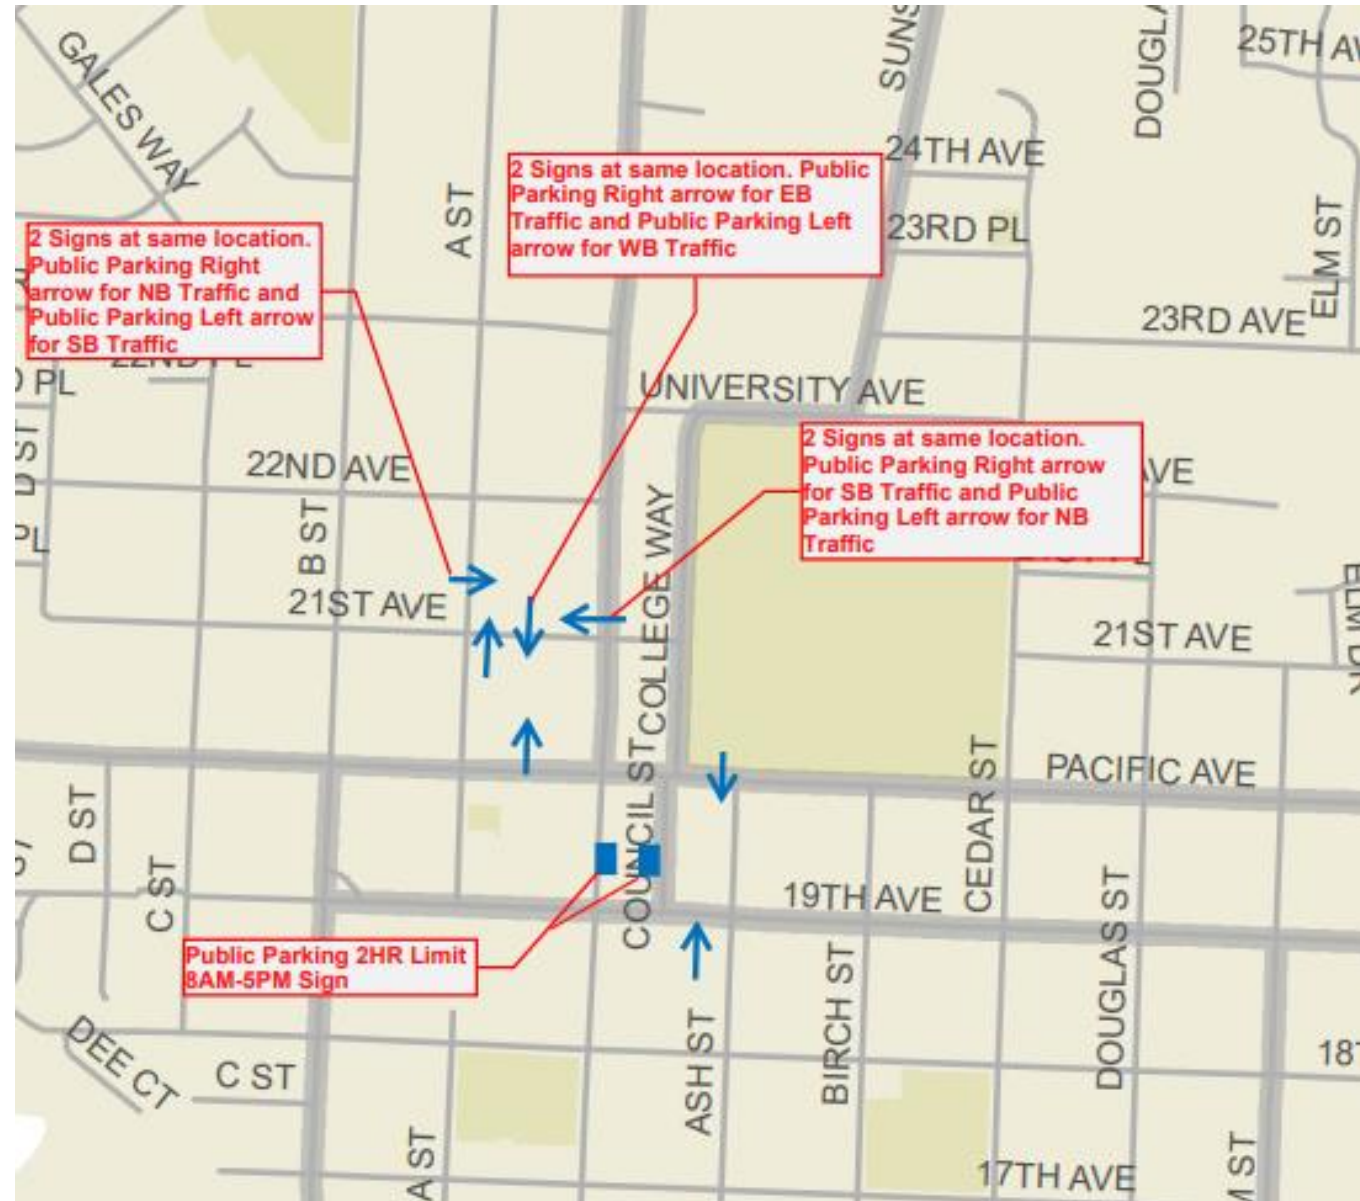 GALES WAY
SUNS
DOUGLA
25TH AV
24TH AVE
A ST
2 Signs at same location. Public
Parking Right arrow for EB
Traffic and Public Parking Left
arrow for WB Traffic
23RD PL
ELM ST
2 Signs at same location.
Public Parking Right
arrow for NB Traffic and
Public Parking Left arrow
for SB Traffic
23RD AVE
PL
UNIVERSITY AVE
D ST
22ND AVE
2 Signs at same location.
Public Parking Right arrow
for SB Traffic and Public
Parking Left arrow for NB
Traffic
VE
PL
B ST
COLLEGE WAY
21ST AVE
21ST AVE
ELM DR
COUNCIL ST
PACIFIC AVE
D ST
C ST
CEDAR ST
19TH AVE
DOUGLAS ST
Public Parking 2HR Limit
8AM-5PM Sign
BIRCH ST
ASH ST
DEE CT
C ST
18T
A ST
17TH AVE
M ST